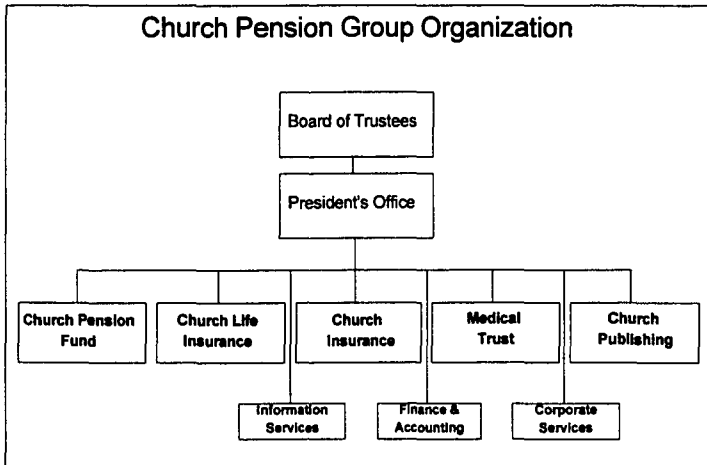 Church Pension Group Organization
Board of Trustees
President's Office
Church Pension
Fund
Church Life
Insurance
Church
Insurance
Medical
Trust
Church
Publishing
Information
Services
Finance &
Accounting
Corporate
Services